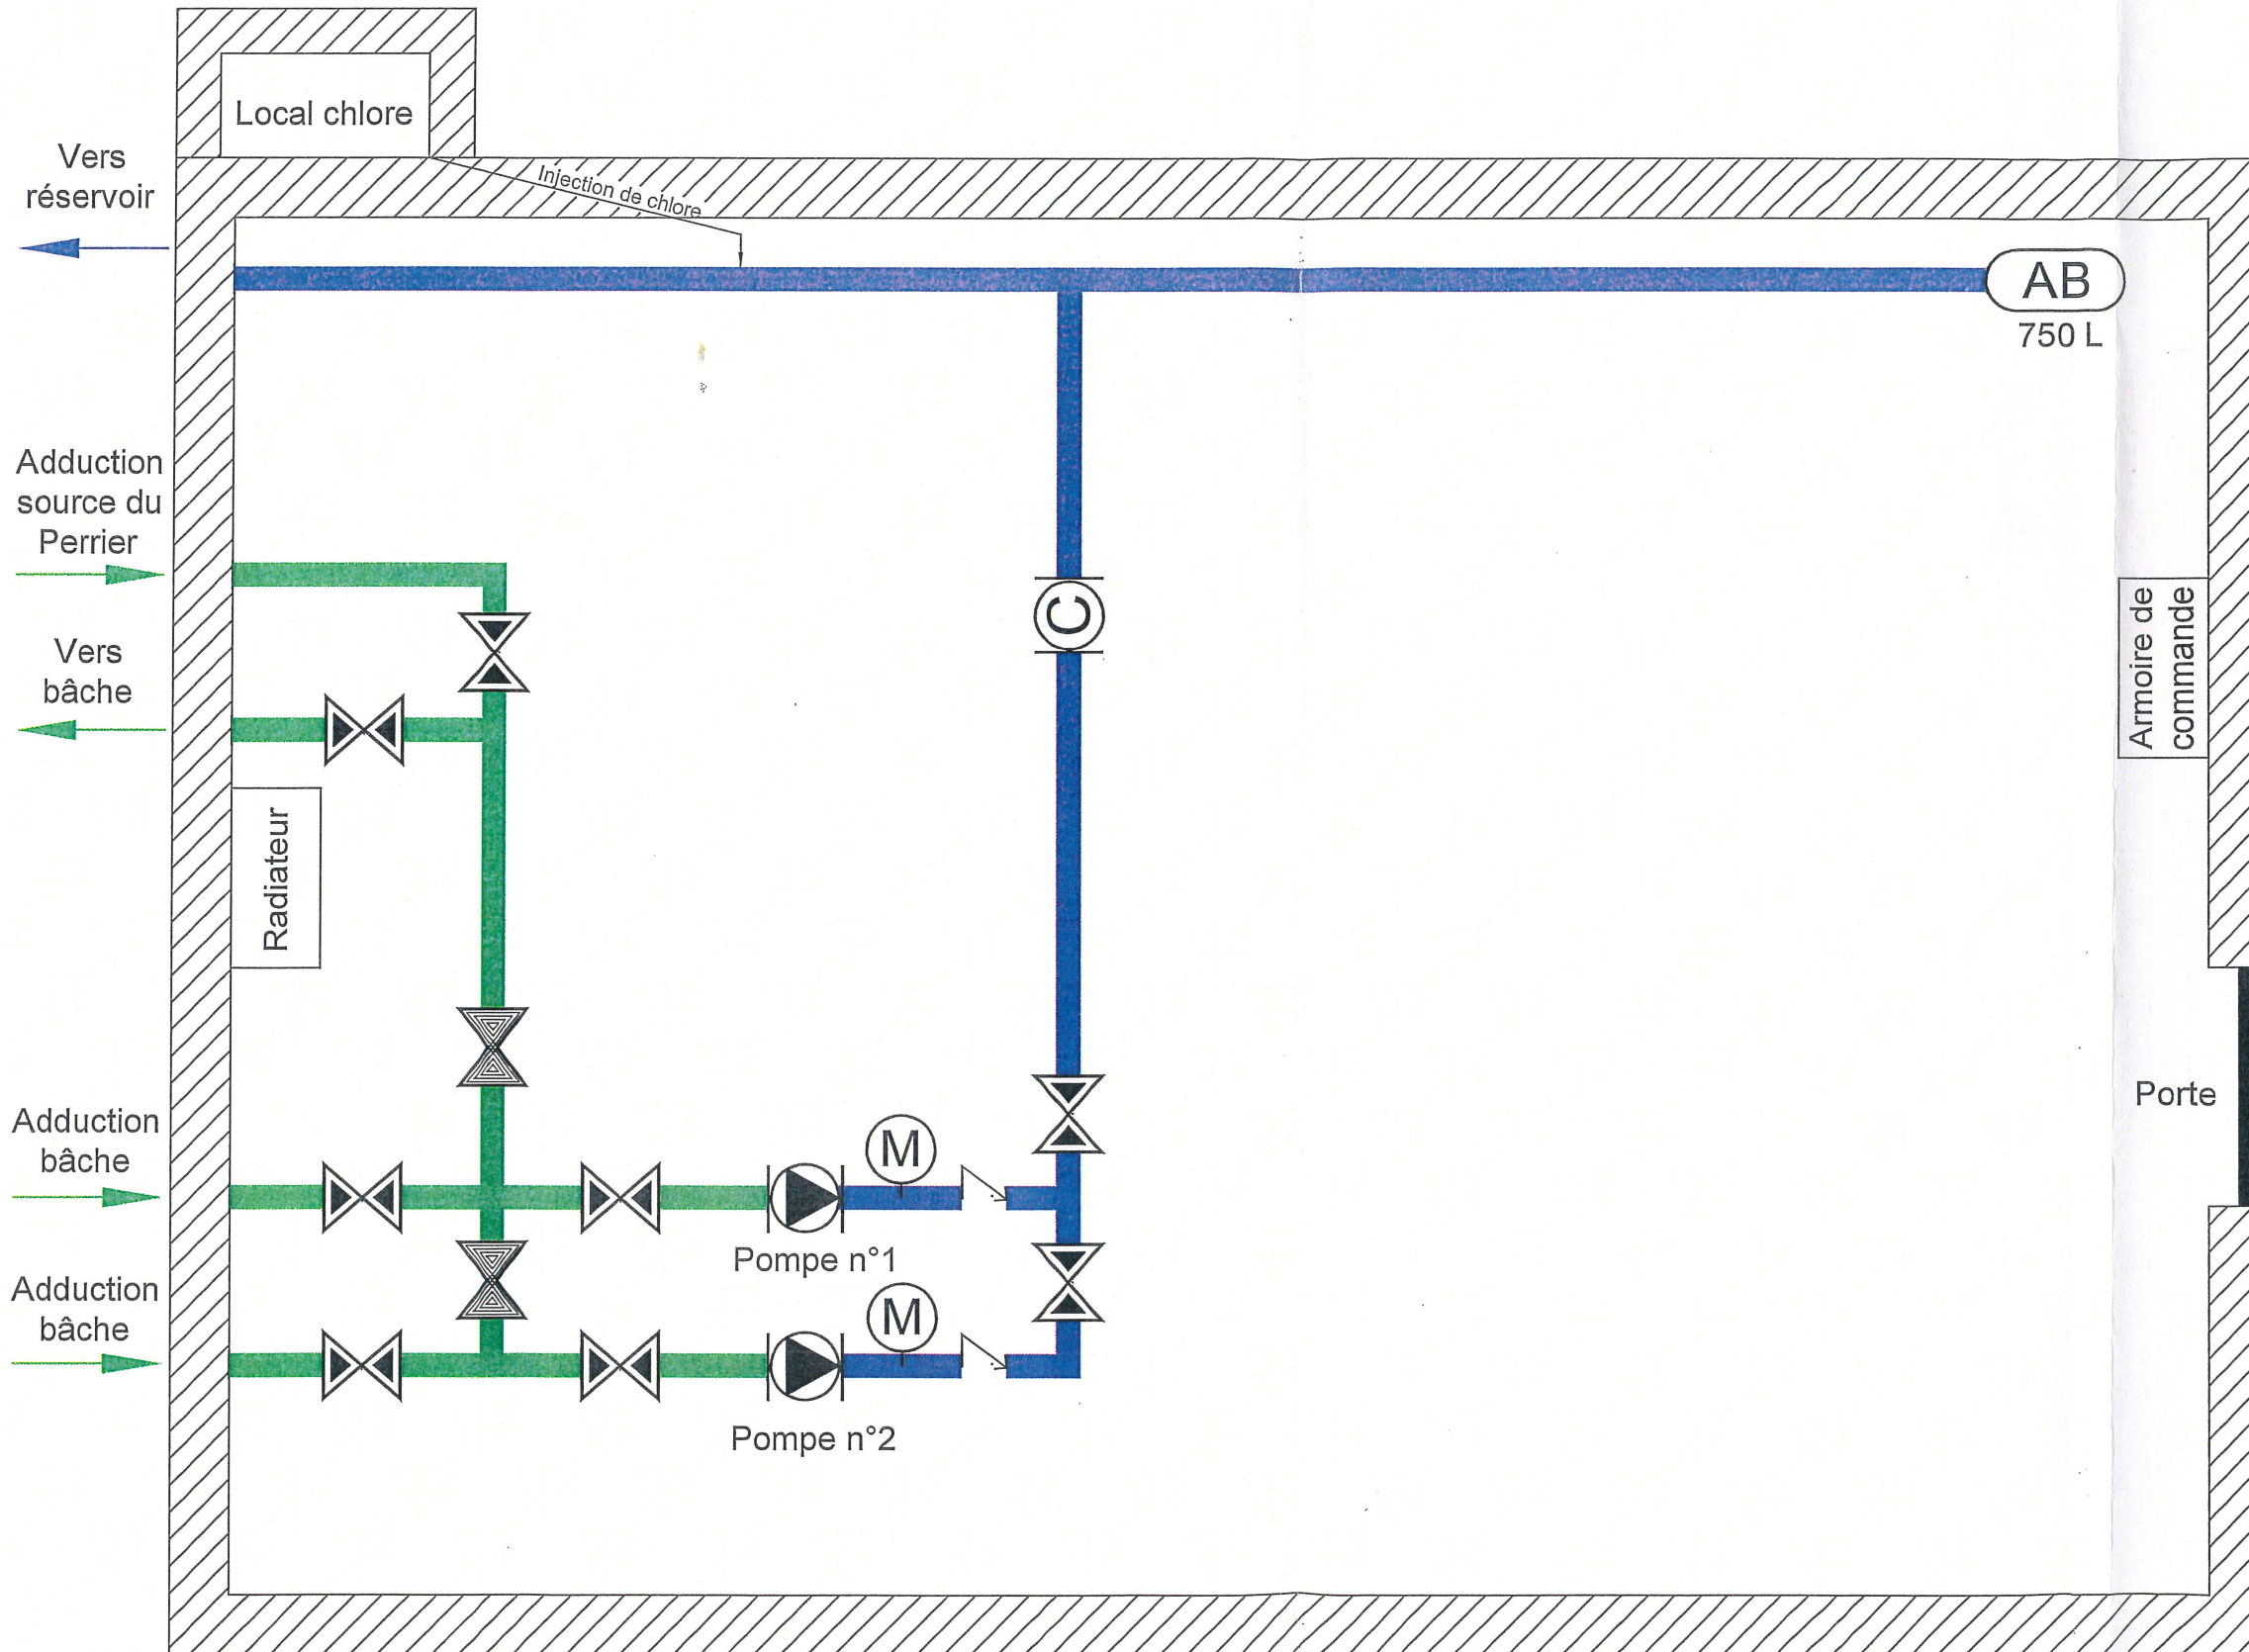 Local chlore
Vers
réservoir
Injection de chlore
AB
750 L
Adduction
source du
Perrier
C
Armoire de
commande
Vers
bâche
Radiateur
Porte
Adduction
bâche
M
Pompe n°1
Adduction
bâche
M
Pompe n°2